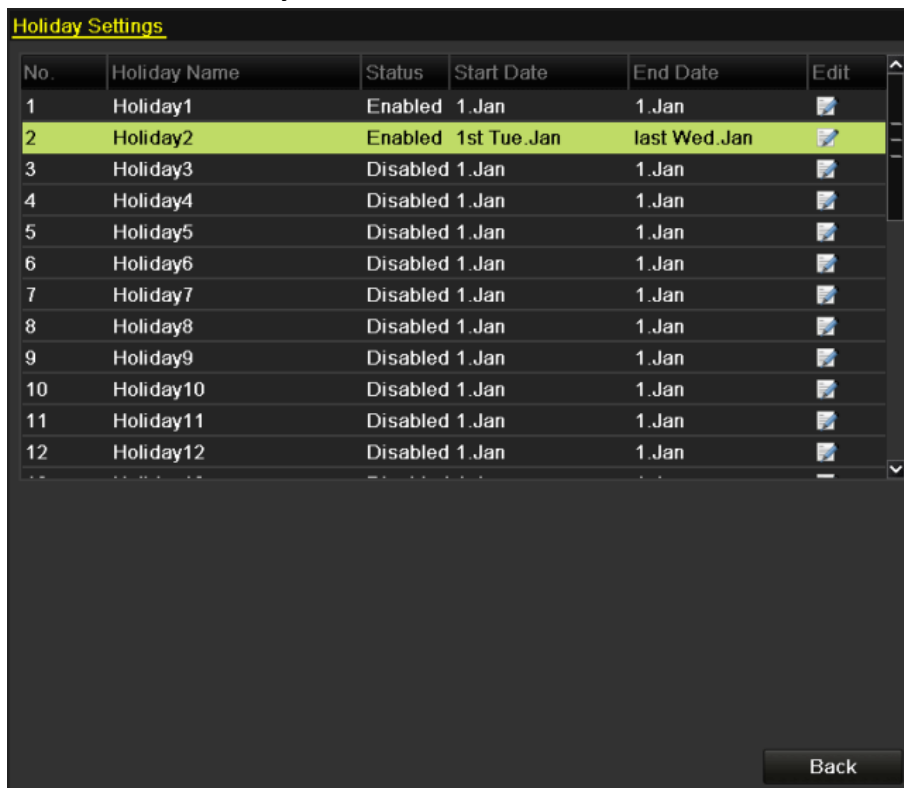 Holiday Settings
No. Holiday Name Status Start Date End Date Edit
1 Holiday1 Enabled 1.Jan 1.Jan
2 Holiday2 Enabled 1st Tue.Jan last Wed.Jan
3 Holiday3 Disabled 1.Jan 1.Jan
4 Holiday4 Disabled 1.Jan 1.Jan
5 Holiday5 Disabled 1.Jan 1.Jan
6 Holiday6 Disabled 1.Jan 1.Jan
7 Holiday7 Disabled 1.Jan 1.Jan
8 Holiday8 Disabled 1.Jan 1.Jan
9 Holiday9 Disabled 1.Jan 1.Jan
10 Holiday10 Disabled 1.Jan 1.Jan
11 Holiday11 Disabled 1.Jan 1.Jan
12 Holiday12 Disabled 1.Jan 1.Jan
Back